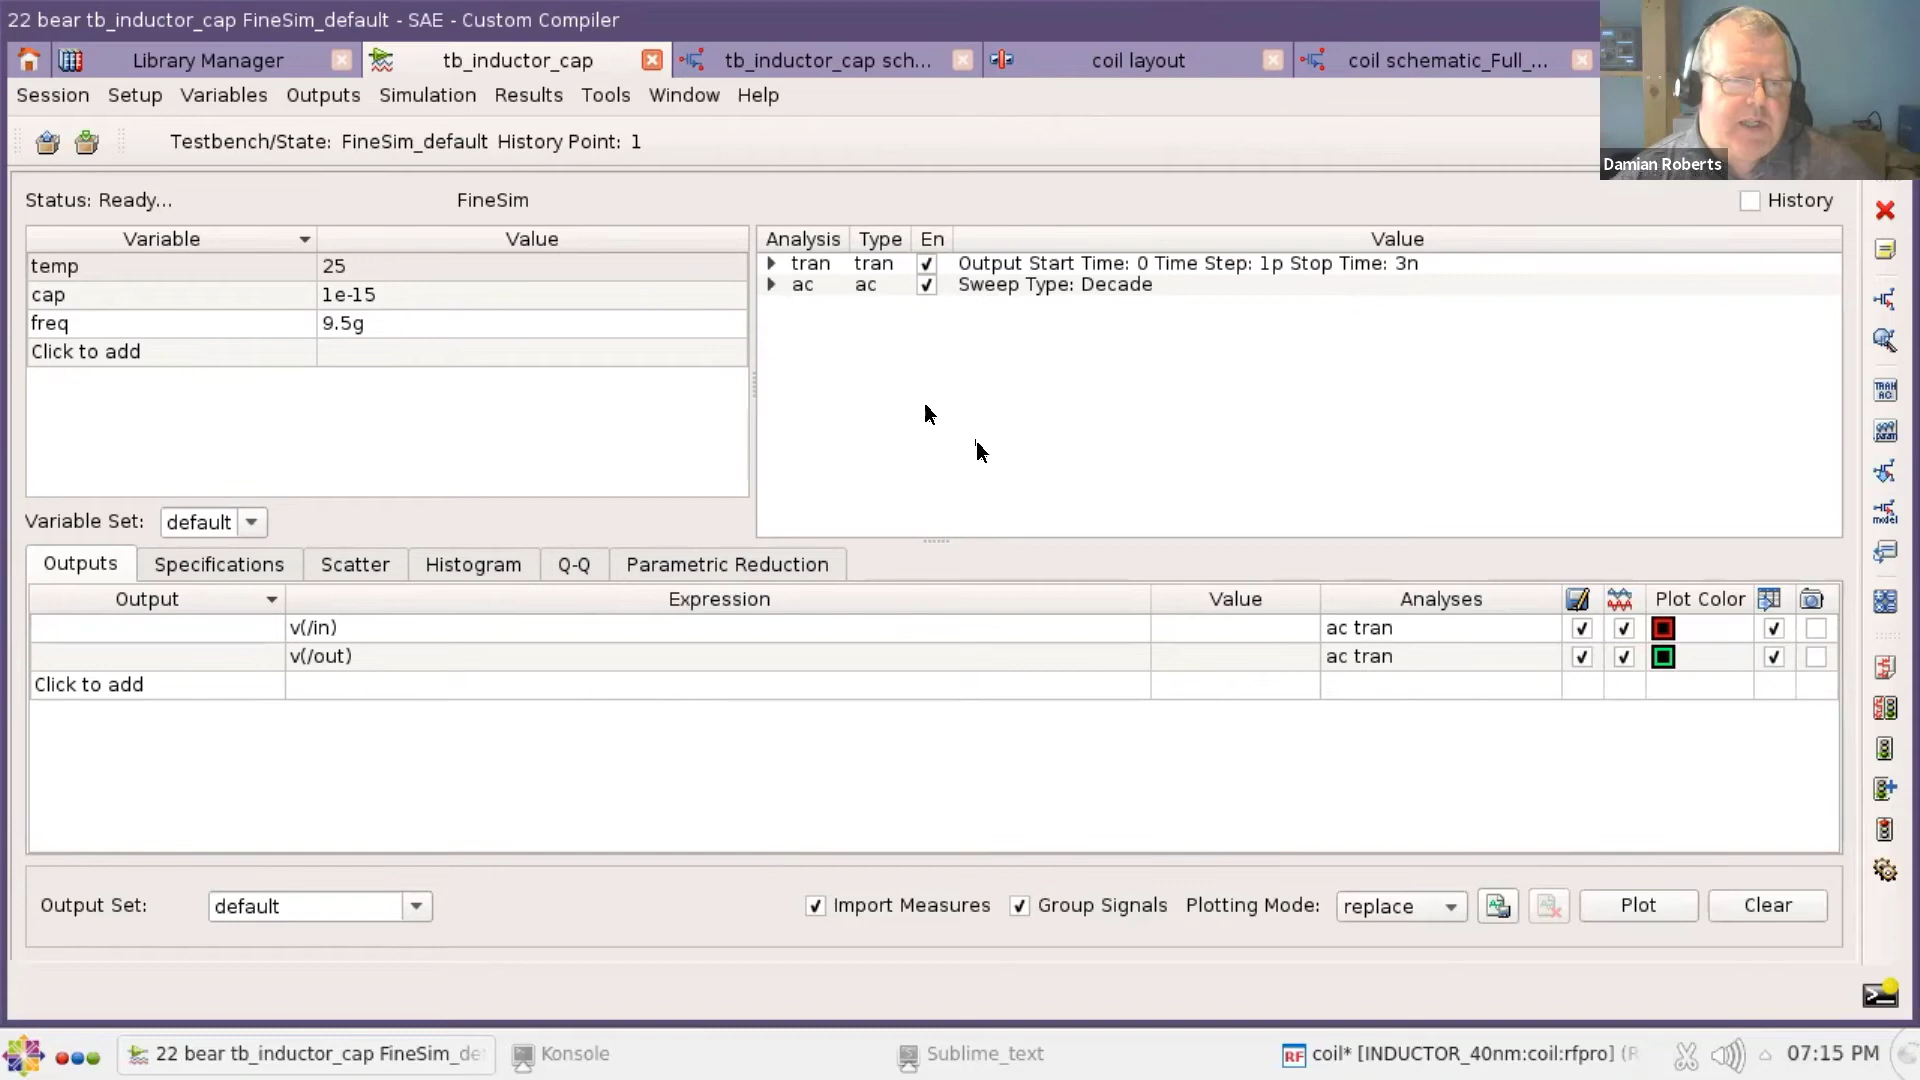 22 bear tb_inductor_cap FineSim_default - SAE - Custom Compiler
Library Manager
tb_inductor_cap
tb_inductor_cap sch...
coil layout
coil schematic_Full_...
Session Setup Variables Outputs Simulation Results Tools Window Help
Testbench/State: FineSim_default History Point: 1
Damian Roberts
Status: Ready...
FineSim
History
Variable Value
temp 25
cap 1e-15
freq 9.5g
Click to add
Analysis Type En Value
tran tran Output Start Time: 0 Time Step: 1p Stop Time: 3n
ac ac Sweep Type: Decade
Variable Set: default
Outputs Specifications Scatter Histogram Q-Q Parametric Reduction
Output Expression Value Analyses Plot Color
v(/in) ac tran
v(/out) ac tran
Click to add
Output Set: default
Import Measures Group Signals Plotting Mode: replace Plot Clear
22 bear tb_inductor_cap FineSim_de
Konsole
Sublime_text
RF coil* [INDUCTOR_40nm:coil:rfpro] (R
07:15 PM